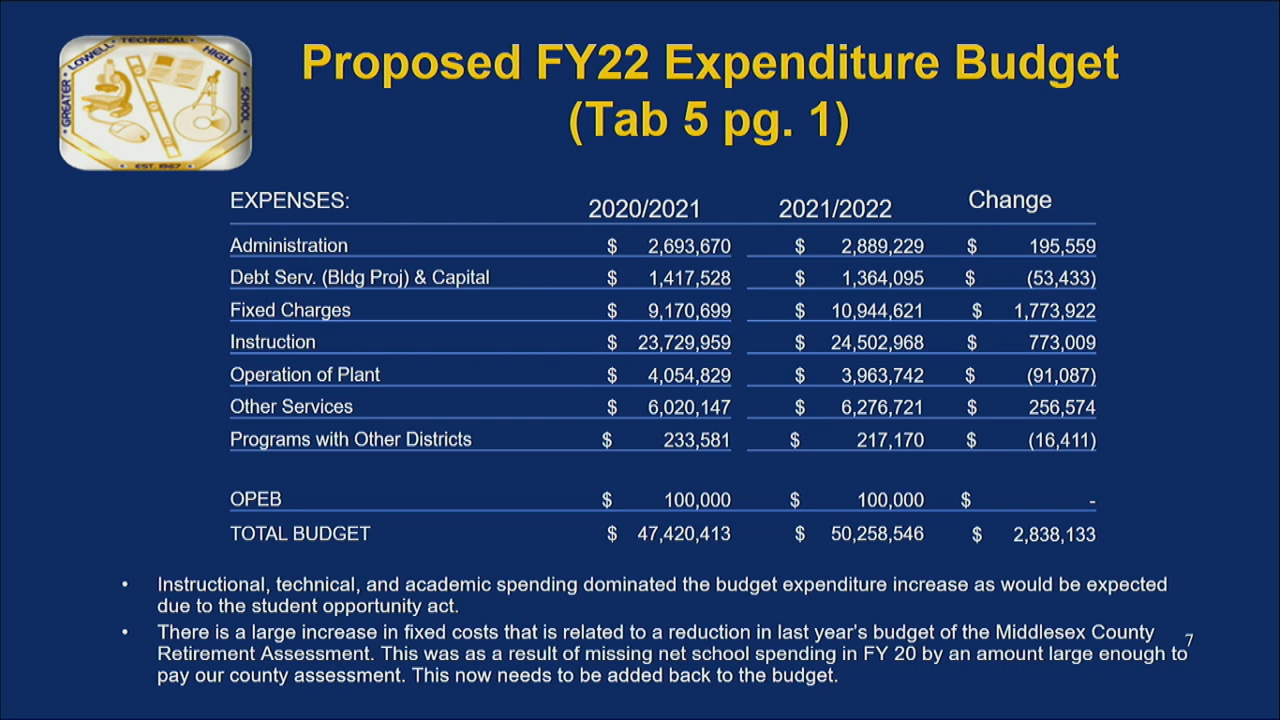 GREATER LOWELL TECHNICAL HIGH SCHOOL
EST. 1967
Proposed FY22 Expenditure Budget
(Tab 5 pg. 1)
EXPENSES: 2020/2021 2021/2022 Change
Administration $ 2,693,670 $ 2,889,229 $ 195,559
Debt Serv. (Bldg Proj) & Capital $ 1,417,528 $ 1,364,095 $ (53,433)
Fixed Charges $ 9,170,699 $ 10,944,621 $ 1,773,922
Instruction $ 23,729,959 $ 24,502,968 $ 773,009
Operation of Plant $ 4,054,829 $ 3,963,742 $ (91,087)
Other Services $ 6,020,147 $ 6,276,721 $ 256,574
Programs with Other Districts $ 233,581 $ 217,170 $ (16,411)
OPEB $ 100,000 $ 100,000 $ -
TOTAL BUDGET $ 47,420,413 $ 50,258,546 $ 2,838,133
• Instructional, technical, and academic spending dominated the budget expenditure increase as would be expected
due to the student opportunity act.
• There is a large increase in fixed costs that is related to a reduction in last year's budget of the Middlesex County
Retirement Assessment. This was as a result of missing net school spending in FY 20 by an amount large enough to
pay our county assessment. This now needs to be added back to the budget.
7